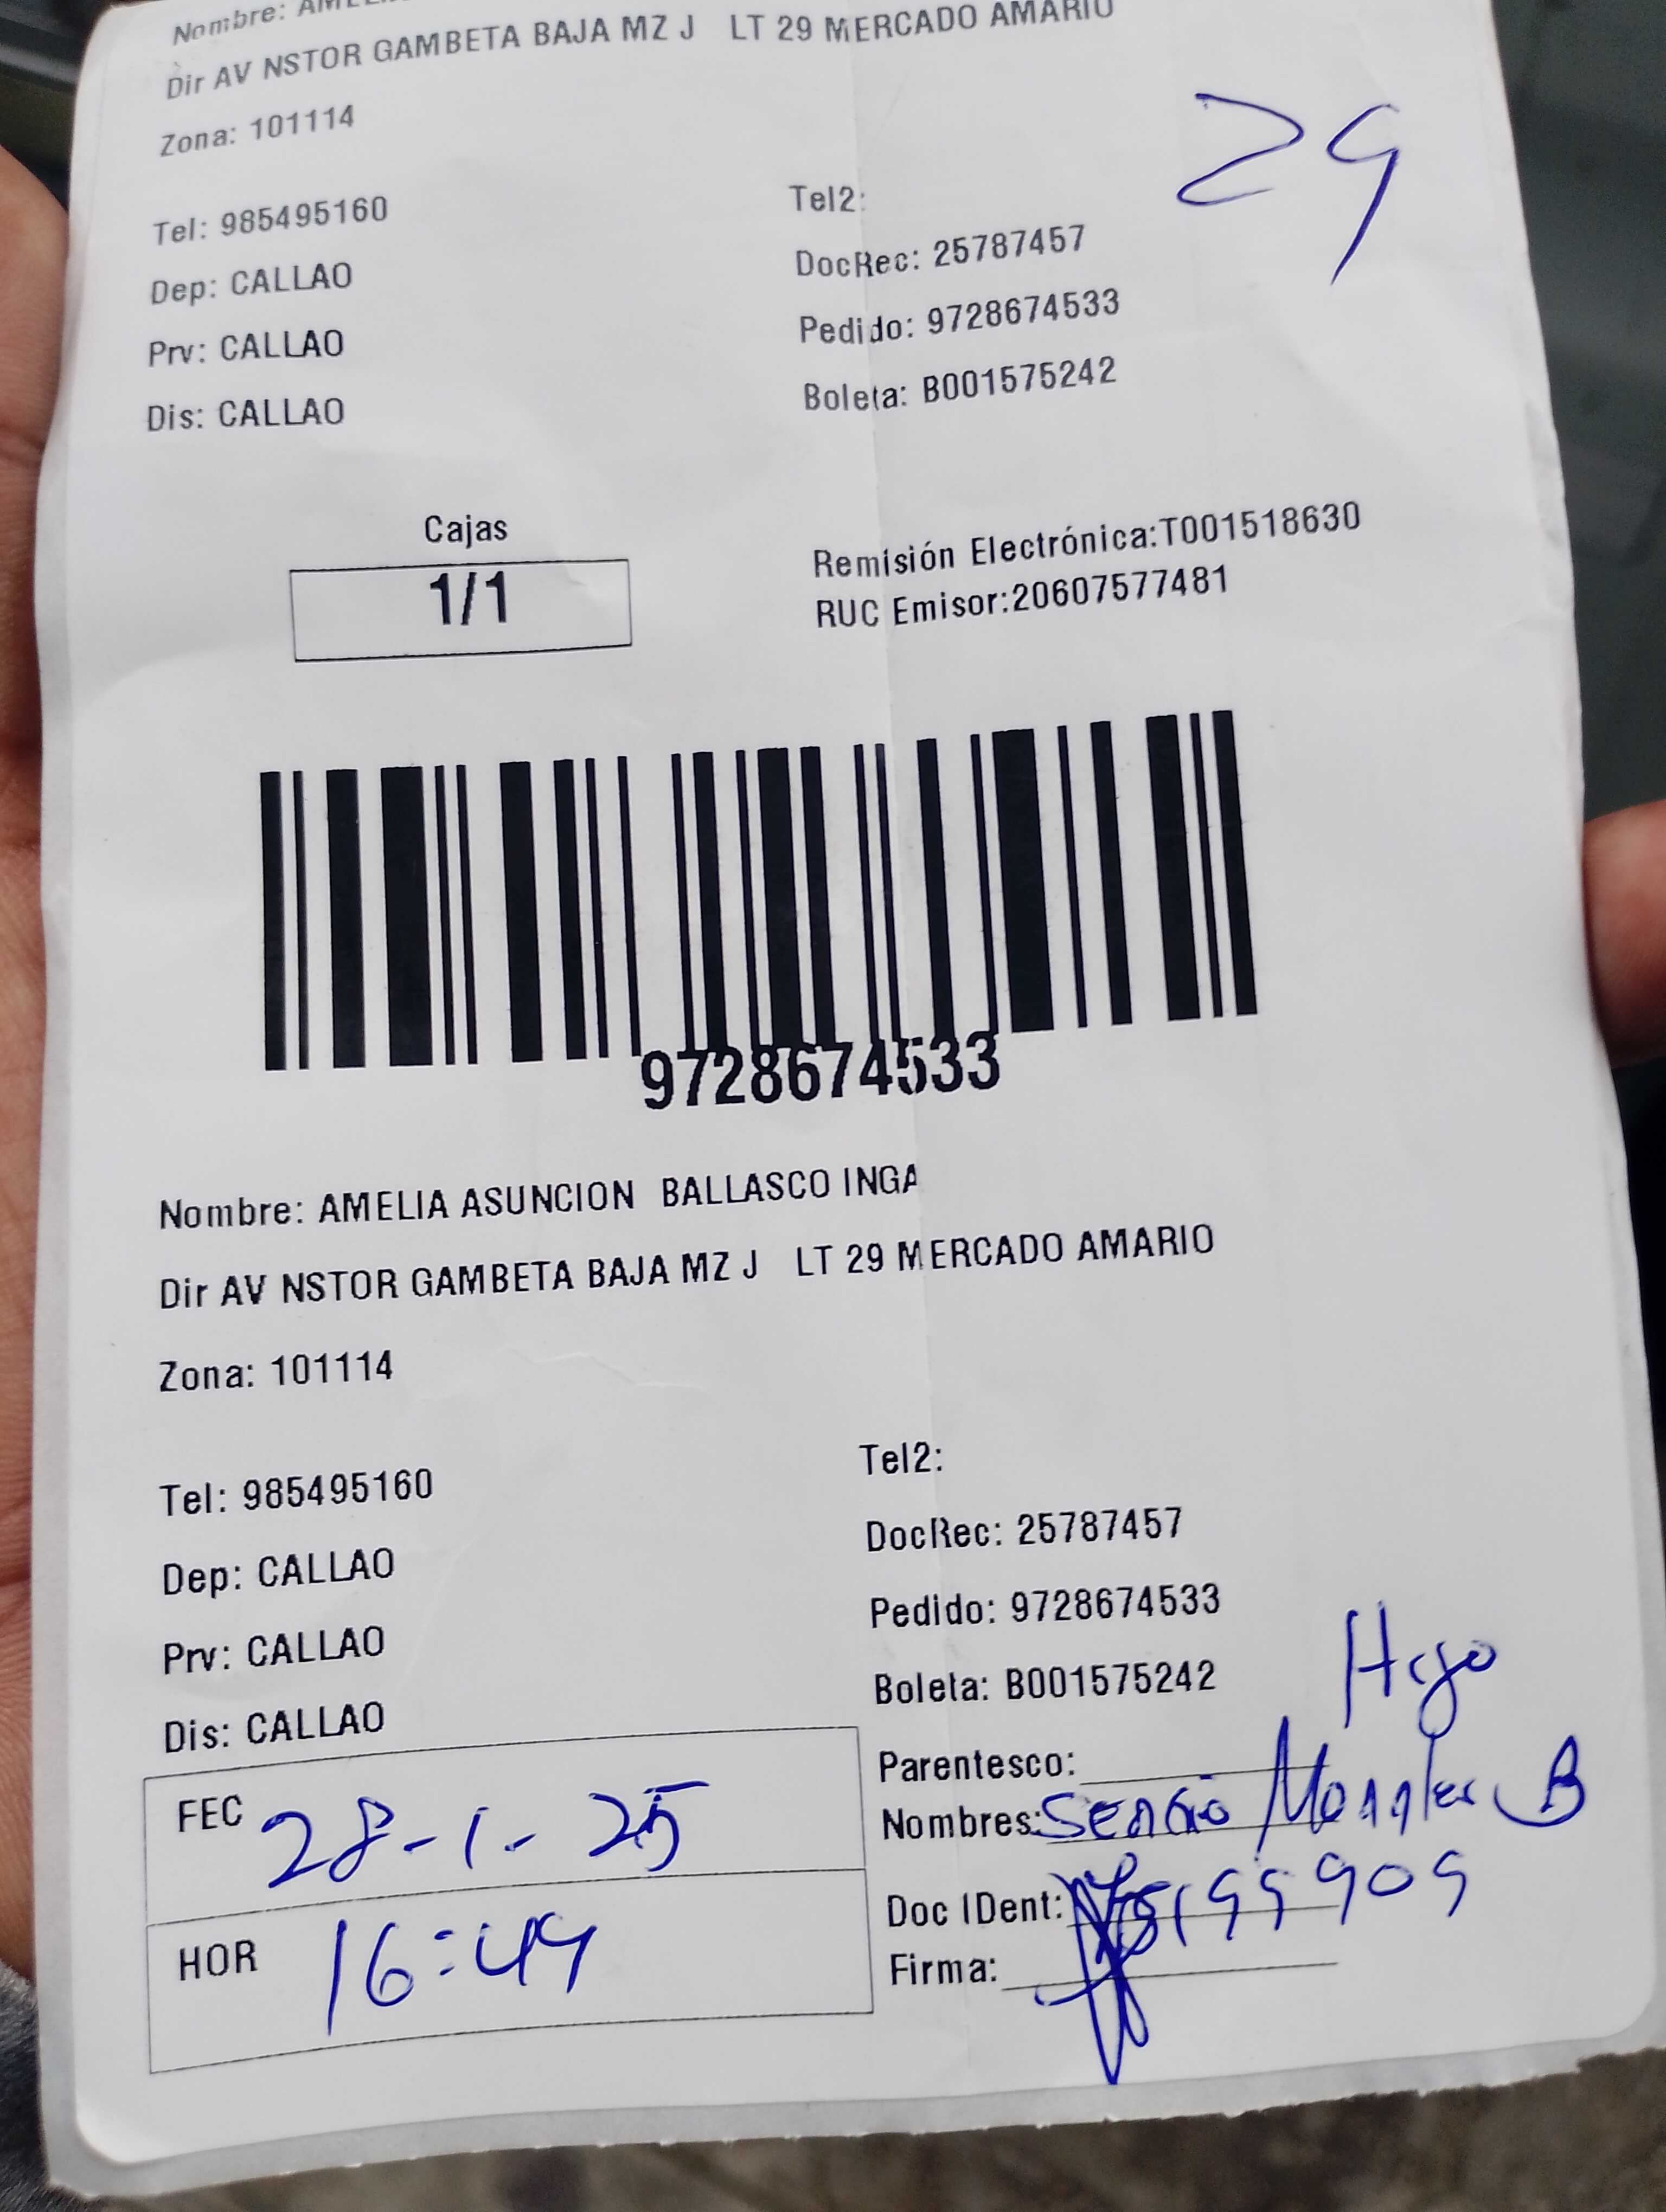 Nombre:
Dir AV NSTOR GAMBETA BAJA MZ J LT 29 MERCADO AMARIO
Zona: 101114
29
Tel: 985495160
Tel2:
Dep: CALLAO
DocRec: 25787457
Prv: CALLAO
Pedido: 9728674533
Dis: CALLAO
Boleta: B001575242
Cajas
1/1
Remisión Electrónica:T001518630
RUC Emisor:20607577481
9728674533
Nombre: AMELIA ASUNCION BALLASCO INGA
Dir AV NSTOR GAMBETA BAJA MZ J LT 29 MERCADO AMARIO
Zona: 101114
Tel: 985495160
Tel2:
Dep: CALLAO
DocRec: 25787457
Prv: CALLAO
Pedido: 9728674533
Dis: CALLAO
Boleta: B001575242
Hijo
FEC 28-1-25
Parentesco:
Nombres: Sergio Morales B
HOR 16:49
Doc IDent:
Firma: